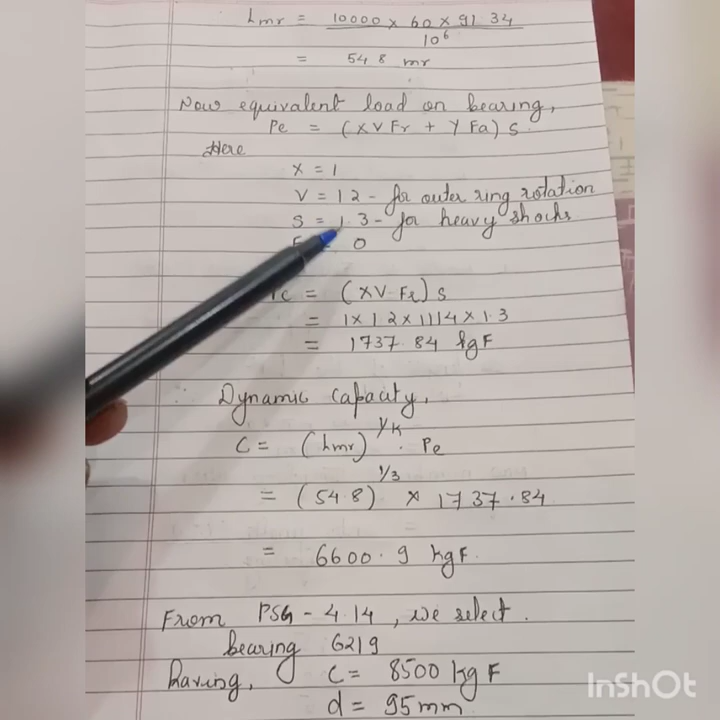 Lmr = 10000 x 60 x 91.34
10^6
= 54.8 mr
Now equivalent load on bearing,
Pe = (XVFr + YFa) S.
Here
X = 1
V = 1.2 - for outer ring rotation
S = 1.3 - for heavy shocks
= 0
= (XV.Fr) S
= 1 x 1.2 x 1114 x 1.3
= 1737.84 kgF
∴ Dynamic capacity,
C = (Lmr)^1/K . Pe
= (54.8)^1/3 x 1737.84
= 6600.9 kgF.
From PSG - 4.14, we select.
bearing 6219
having, C = 8500 kgF
d = 95mm
InShOt